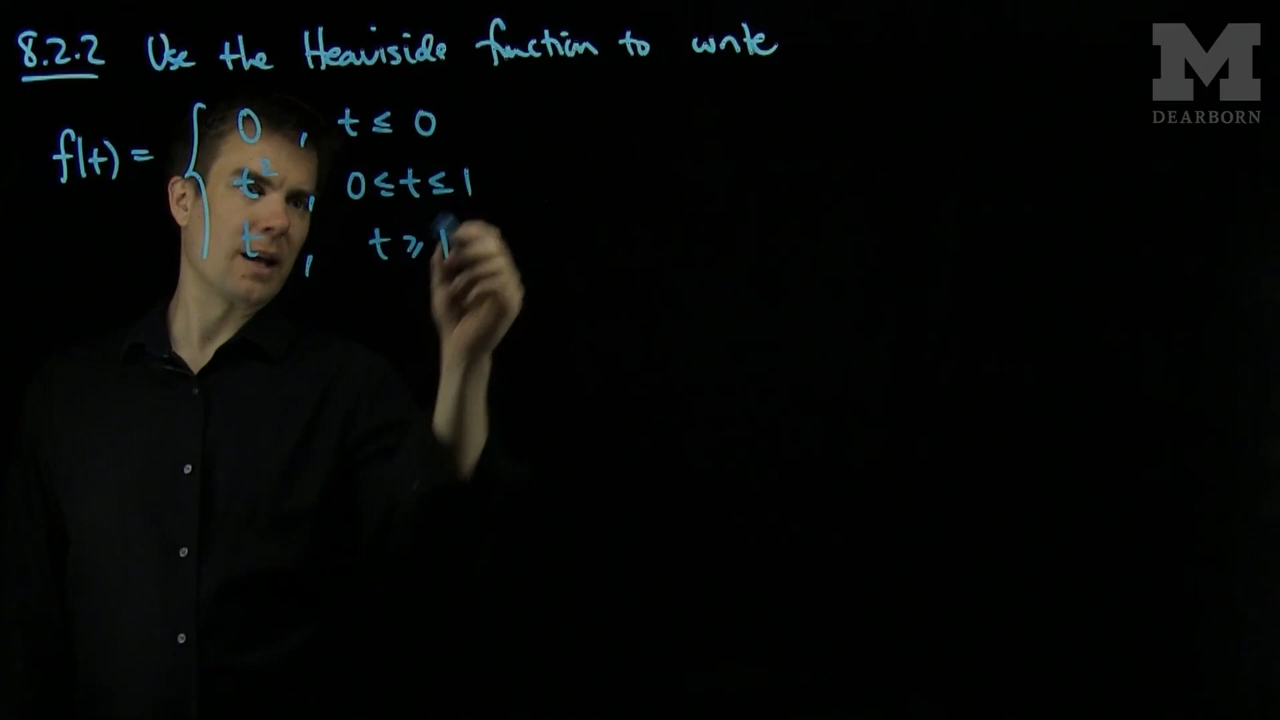 8.2.2 Use the Heaviside function to write
f(t) = { 0 , t ≤ 0
t² , 0 ≤ t ≤ 1
t , t ≥ 1
M
DEARBORN